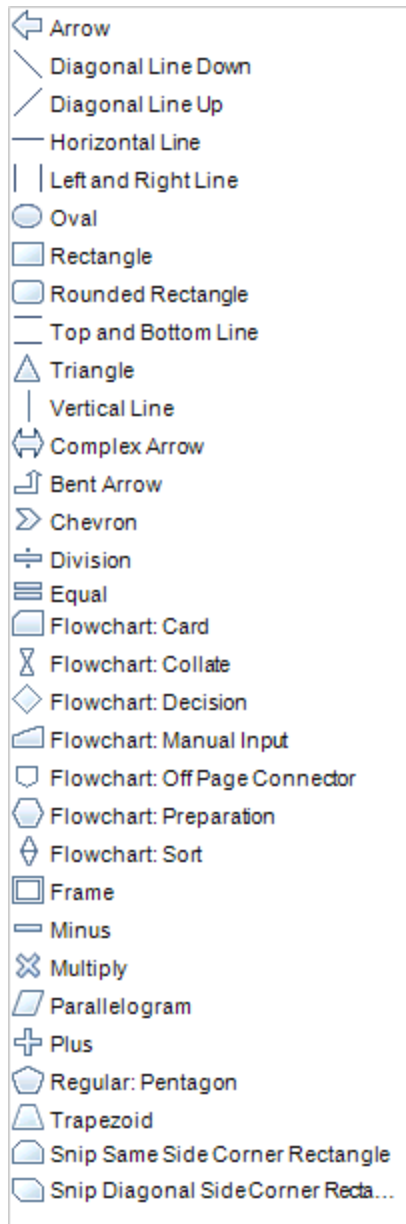 Arrow
Diagonal Line Down
Diagonal Line Up
Horizontal Line
Left and Right Line
Oval
Rectangle
Rounded Rectangle
Top and Bottom Line
Triangle
Vertical Line
Complex Arrow
Bent Arrow
Chevron
Division
Equal
Flowchart: Card
Flowchart: Collate
Flowchart: Decision
Flowchart: Manual Input
Flowchart: Off Page Connector
Flowchart: Preparation
Flowchart: Sort
Frame
Minus
Multiply
Parallelogram
Plus
Regular: Pentagon
Trapezoid
Snip Same Side Corner Rectangle
Snip Diagonal Side Corner Recta...